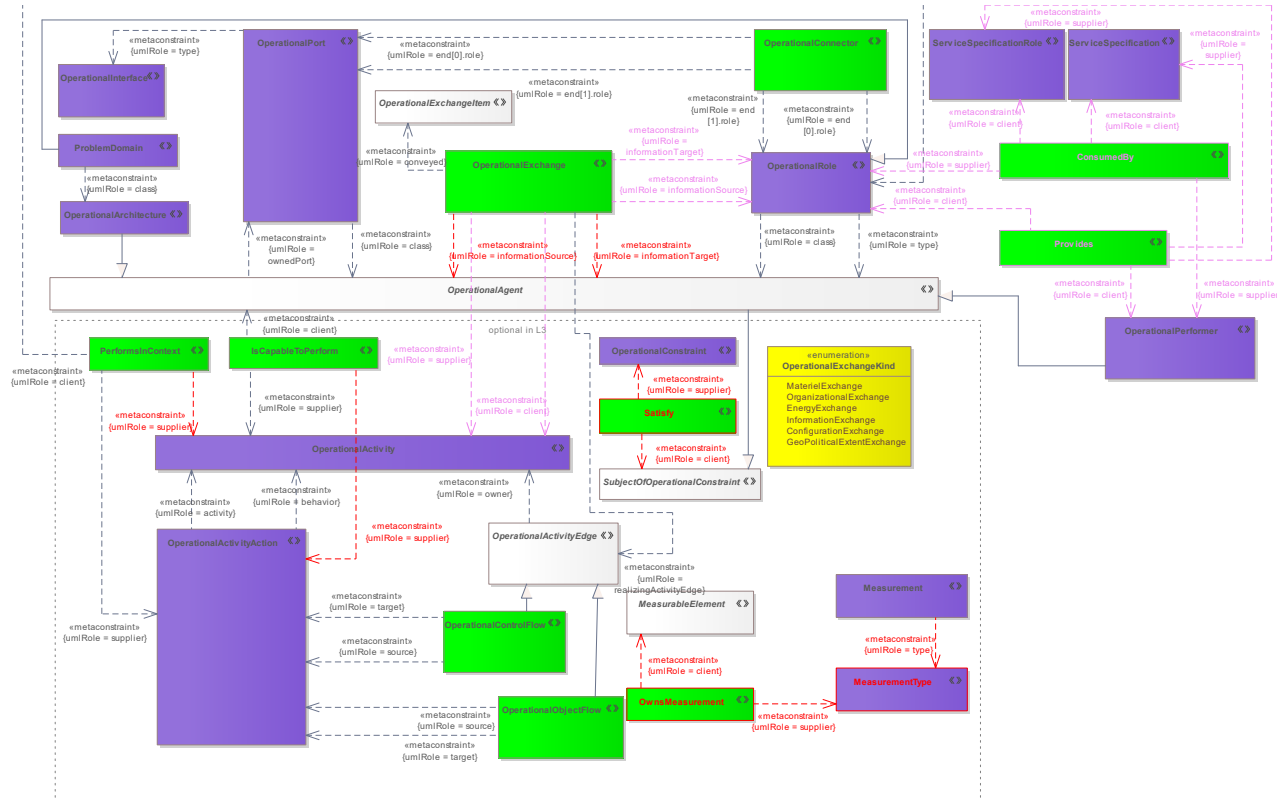 «metaconstraint»
{umlRole = supplier}
«metaconstraint»
{umlRole = type}
OperationalPort
«metaconstraint»
{umlRole = end[0].role}
OperationalConnector
ServiceSpecificationRole
ServiceSpecification
«metaconstraint»
{umlRole =
supplier}
OperationalInterface
«metaconstraint»
{umlRole = end[1].role}
OperationalExchangeItem
«metaconstraint»
{umlRole = end
[1].role}
«metaconstraint»
{umlRole = end
[0].role}
«metaconstraint»
{umlRole = client}
«metaconstraint»
{umlRole = client}
ProblemDomain
«metaconstraint»
{umlRole = conveyed}
«metaconstraint»
{umlRole =
informationTarget}
OperationalExchange
OperationalRole
«metaconstraint»
{umlRole = supplier}
ConsumedBy
«metaconstraint»
{umlRole = class}
«metaconstraint»
{umlRole = informationSource}
«metaconstraint»
{umlRole = client}
OperationalArchitecture
«metaconstraint»
{umlRole =
ownedPort}
«metaconstraint»
{umlRole = class}
«metaconstraint»
{umlRole = informationSource}
«metaconstraint»
{umlRole = informationTarget}
«metaconstraint»
{umlRole = class}
«metaconstraint»
{umlRole = type}
Provides
OperationalAgent
«metaconstraint»
{umlRole = client}
«metaconstraint»
{umlRole = supplier}
«metaconstraint»
{umlRole = client}
optional in L3
OperationalPerformer
PerformsInContext
IsCapableToPerform
«metaconstraint»
{umlRole = supplier}
OperationalConstraint
«enumeration»
OperationalExchangeKind
MaterielExchange
OrganizationalExchange
EnergyExchange
InformationExchange
ConfigurationExchange
GeoPoliticalExtentExchange
«metaconstraint»
{umlRole = client}
«metaconstraint»
{umlRole = supplier}
«metaconstraint»
{umlRole = supplier}
«metaconstraint»
{umlRole = client}
«metaconstraint»
{umlRole = supplier}
Satisfy
OperationalActivity
«metaconstraint»
{umlRole = client}
SubjectOfOperationalConstraint
«metaconstraint»
{umlRole = activity}
«metaconstraint»
{umlRole = behavior}
«metaconstraint»
{umlRole = owner}
OperationalActivityAction
«metaconstraint»
{umlRole = supplier}
OperationalActivityEdge
«metaconstraint»
{umlRole =
realizingActivityEdge}
Measurement
«metaconstraint»
{umlRole = target}
MeasurableElement
«metaconstraint»
{umlRole = supplier}
OperationalControlFlow
«metaconstraint»
{umlRole = source}
«metaconstraint»
{umlRole = client}
«metaconstraint»
{umlRole = type}
MeasurementType
OwnsMeasurement
OperationalObjectFlow
«metaconstraint»
{umlRole = source}
«metaconstraint»
{umlRole = supplier}
«metaconstraint»
{umlRole = target}